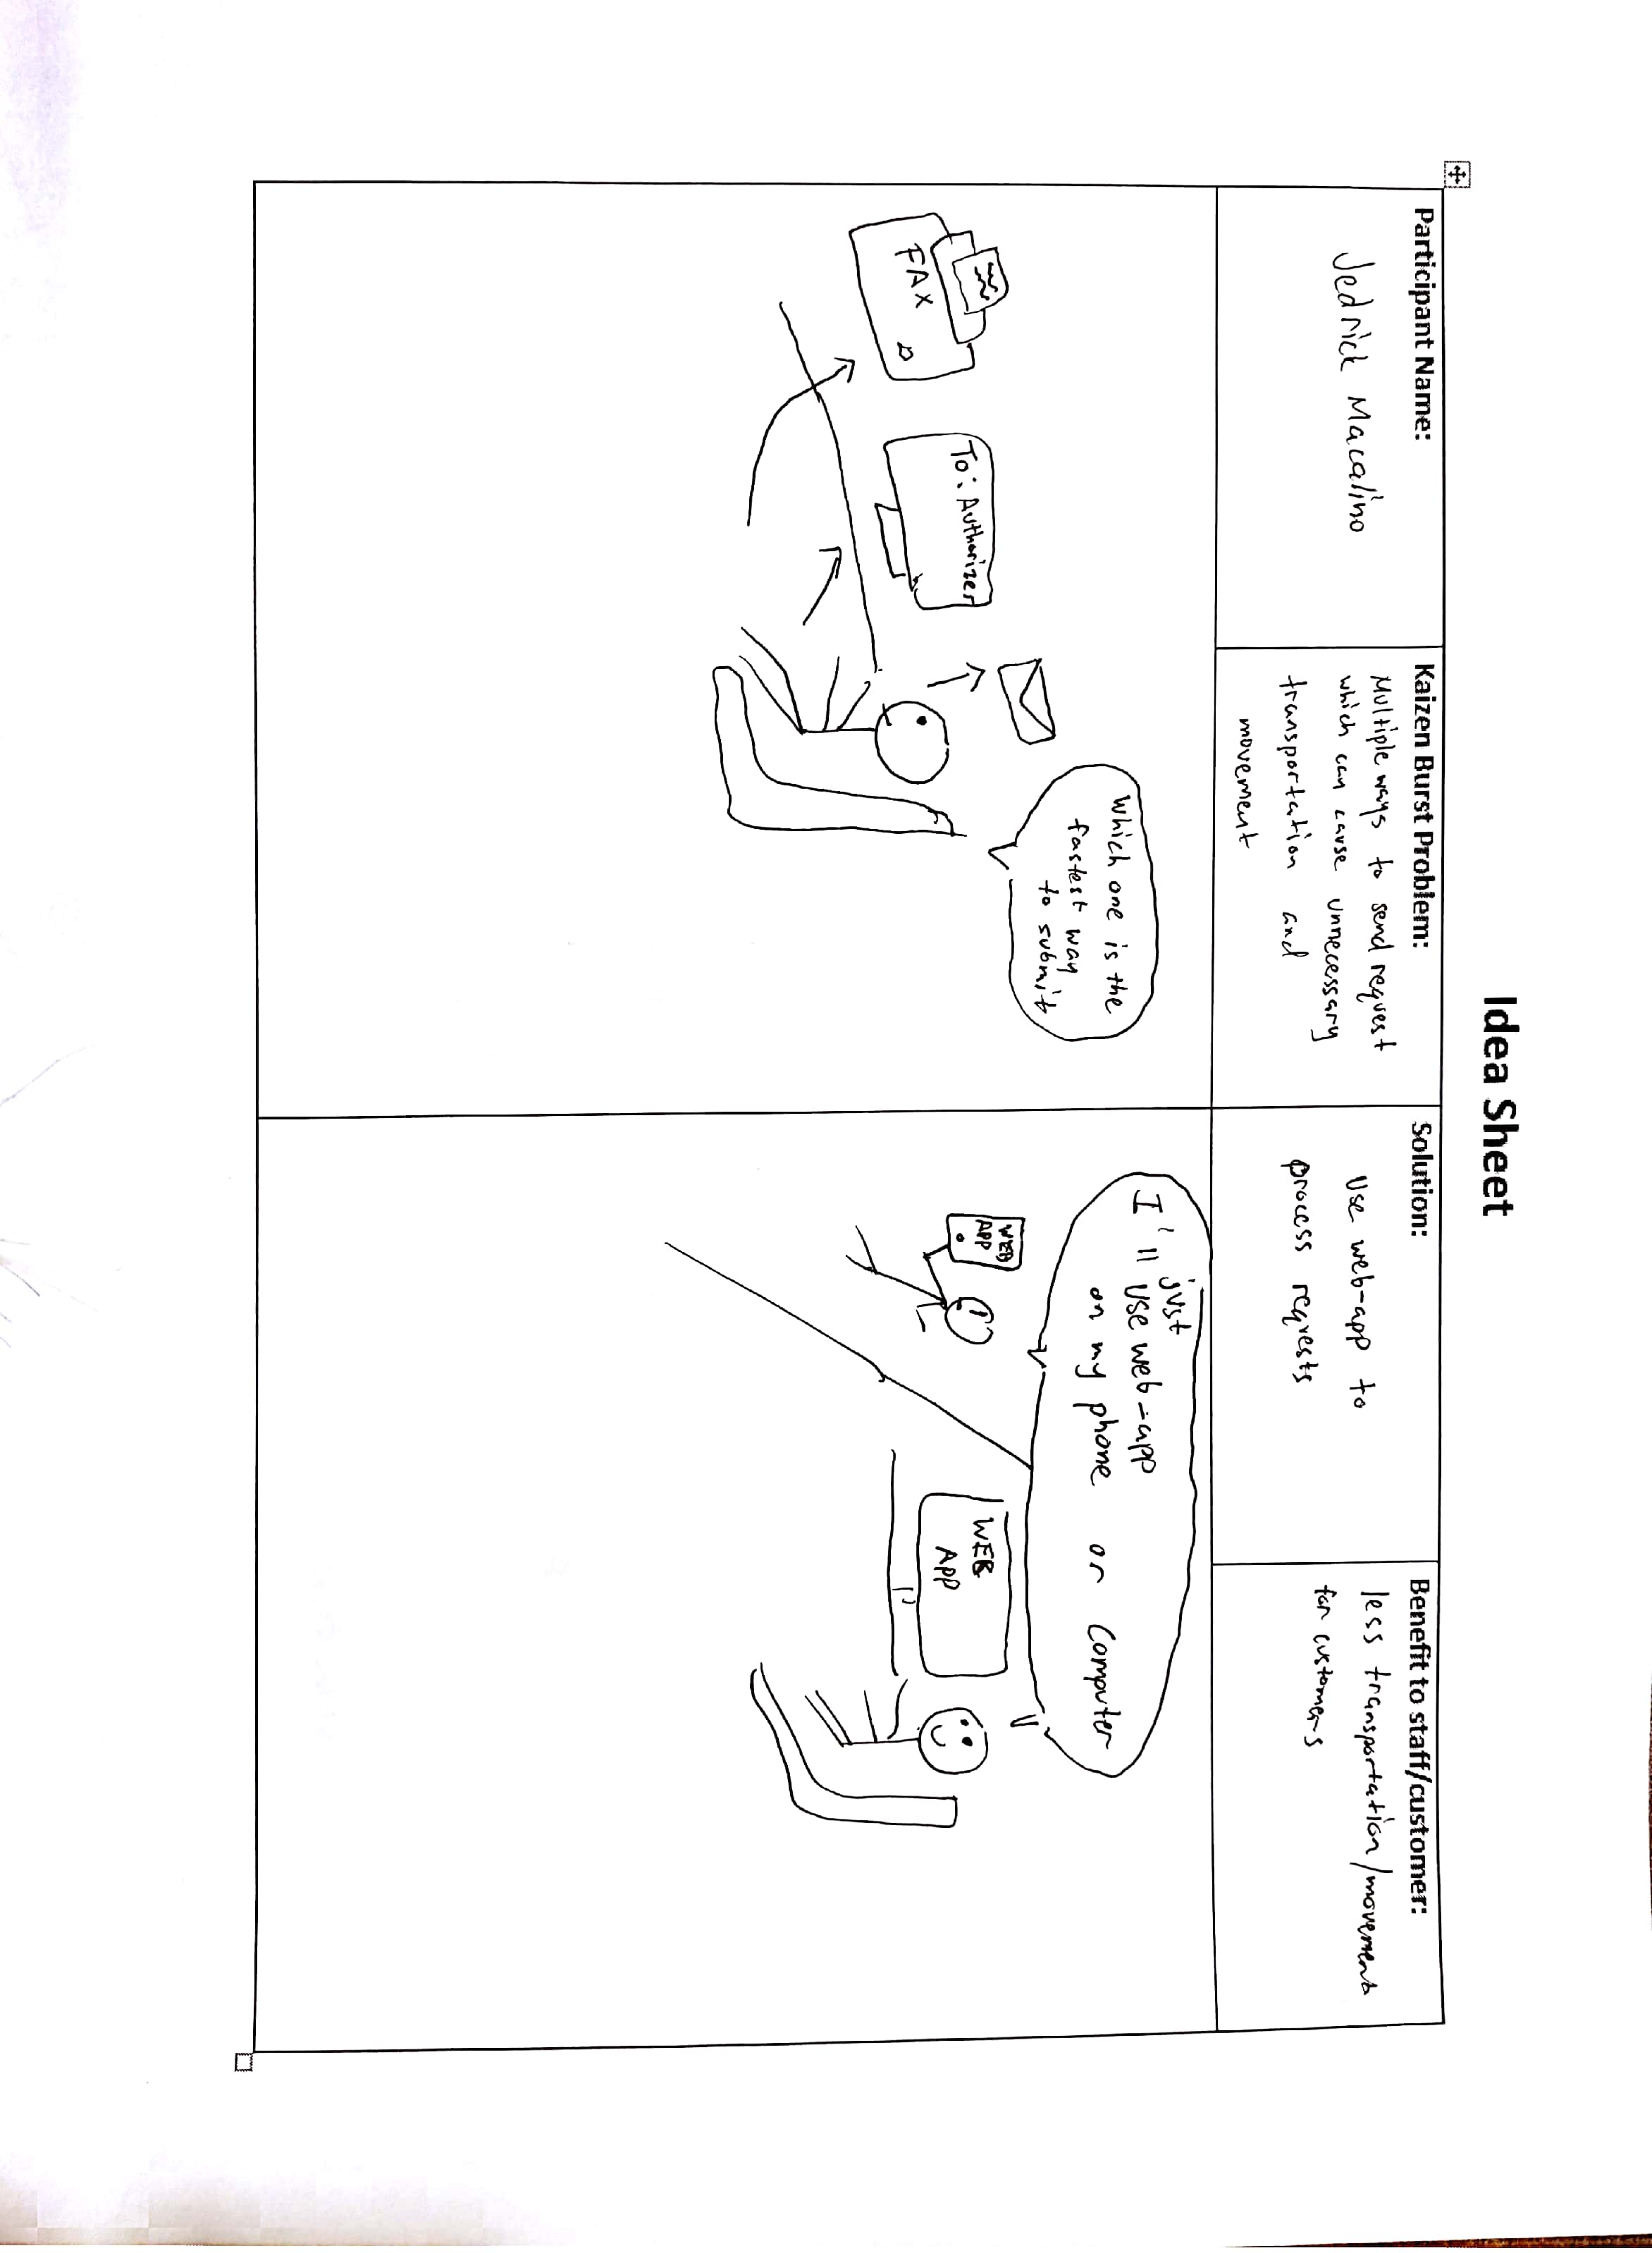 Idea Sheet
Participant Name:
Jedrick Macalino
Kaizen Burst Problem:
Multiple ways to send request
which can cause unnecessary
transportation and
movement
Solution:
Use web-app to
process requests
Benefit to staff/customer:
less transportation/movement
for customers
Which one is the
fastest way
to submit
FAX
To: Authorizer
just
I'll use web-app
on my phone or computer
WEB
APP
WEB
APP